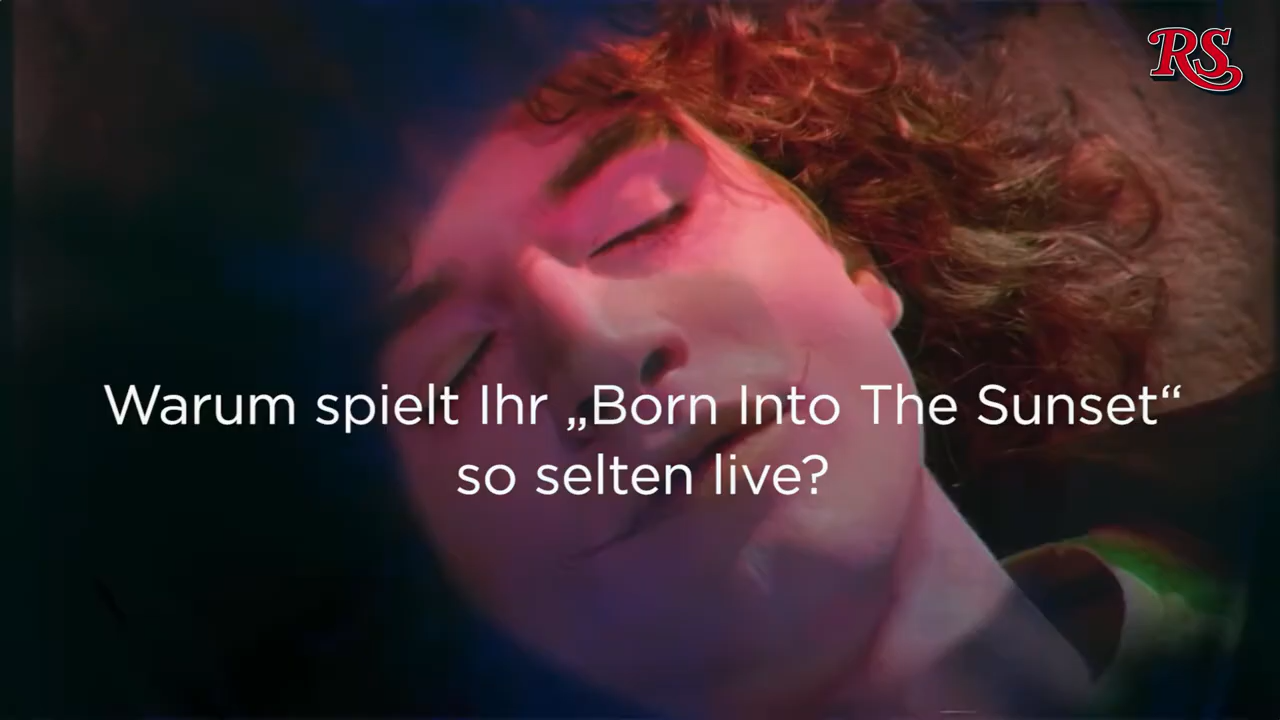 RS
Warum spielt Ihr „Born Into The Sunset“
so selten live?